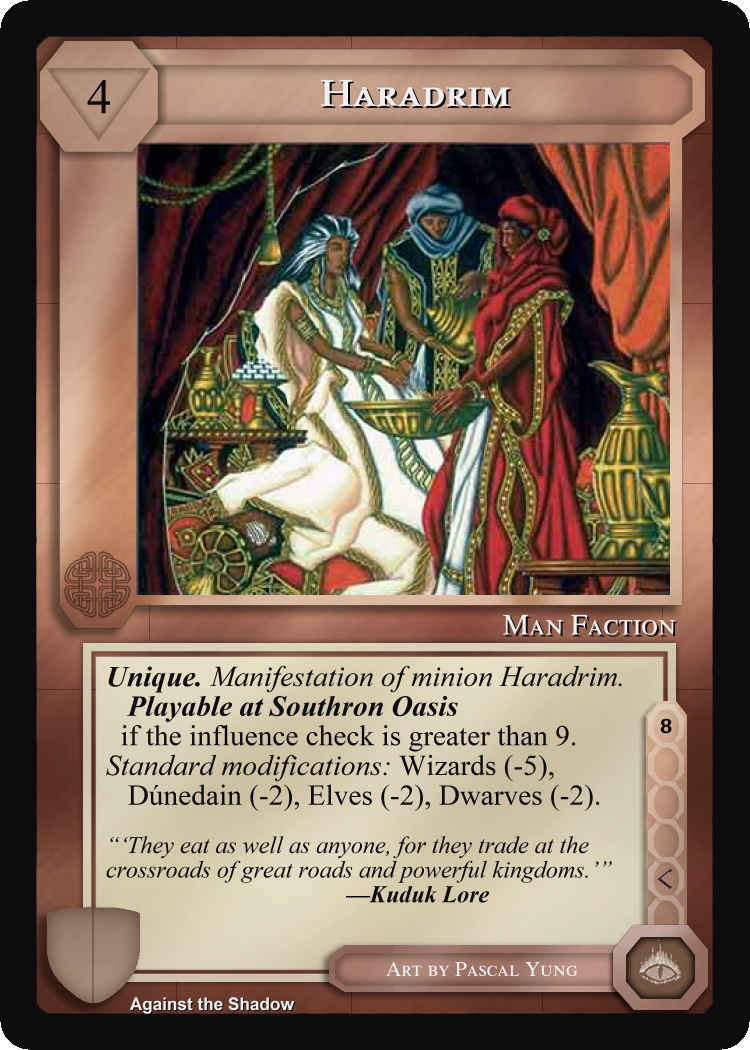 4
HARADRIM
MAN FACTION
Unique. Manifestation of minion Haradrim.
Playable at Southron Oasis
if the influence check is greater than 9.
Standard modifications: Wizards (-5),
Dúnedain (-2), Elves (-2), Dwarves (-2).
8
“‘They eat as well as anyone, for they trade at the
crossroads of great roads and powerful kingdoms.’”
—Kuduk Lore
ART BY PASCAL YUNG
Against the Shadow